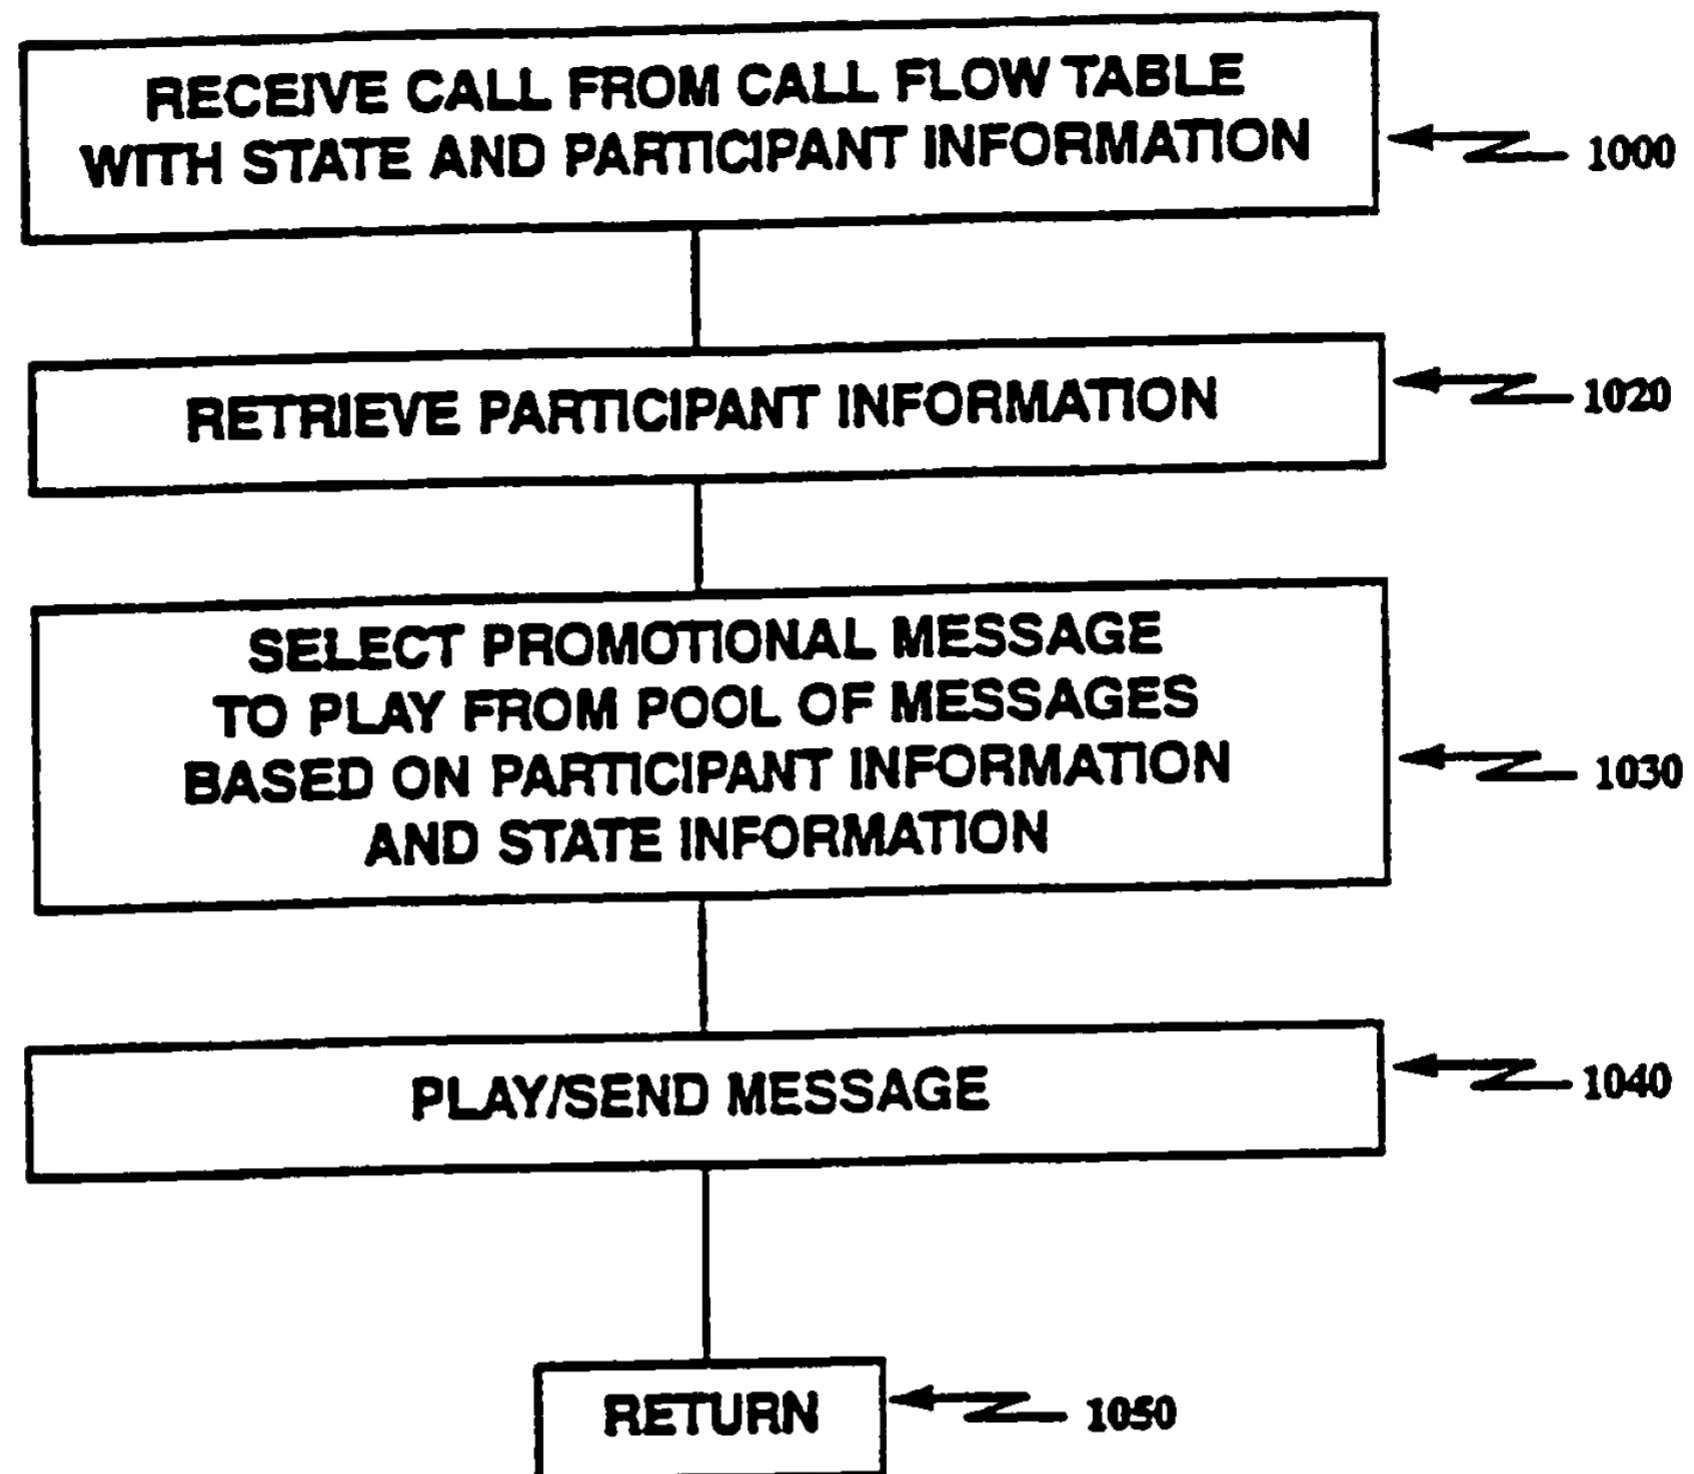 RECEIVE CALL FROM CALL FLOW TABLE
WITH STATE AND PARTICIPANT INFORMATION
1000
RETRIEVE PARTICIPANT INFORMATION
1020
SELECT PROMOTIONAL MESSAGE
TO PLAY FROM POOL OF MESSAGES
BASED ON PARTICIPANT INFORMATION
AND STATE INFORMATION
1030
PLAY/SEND MESSAGE
1040
RETURN
1050